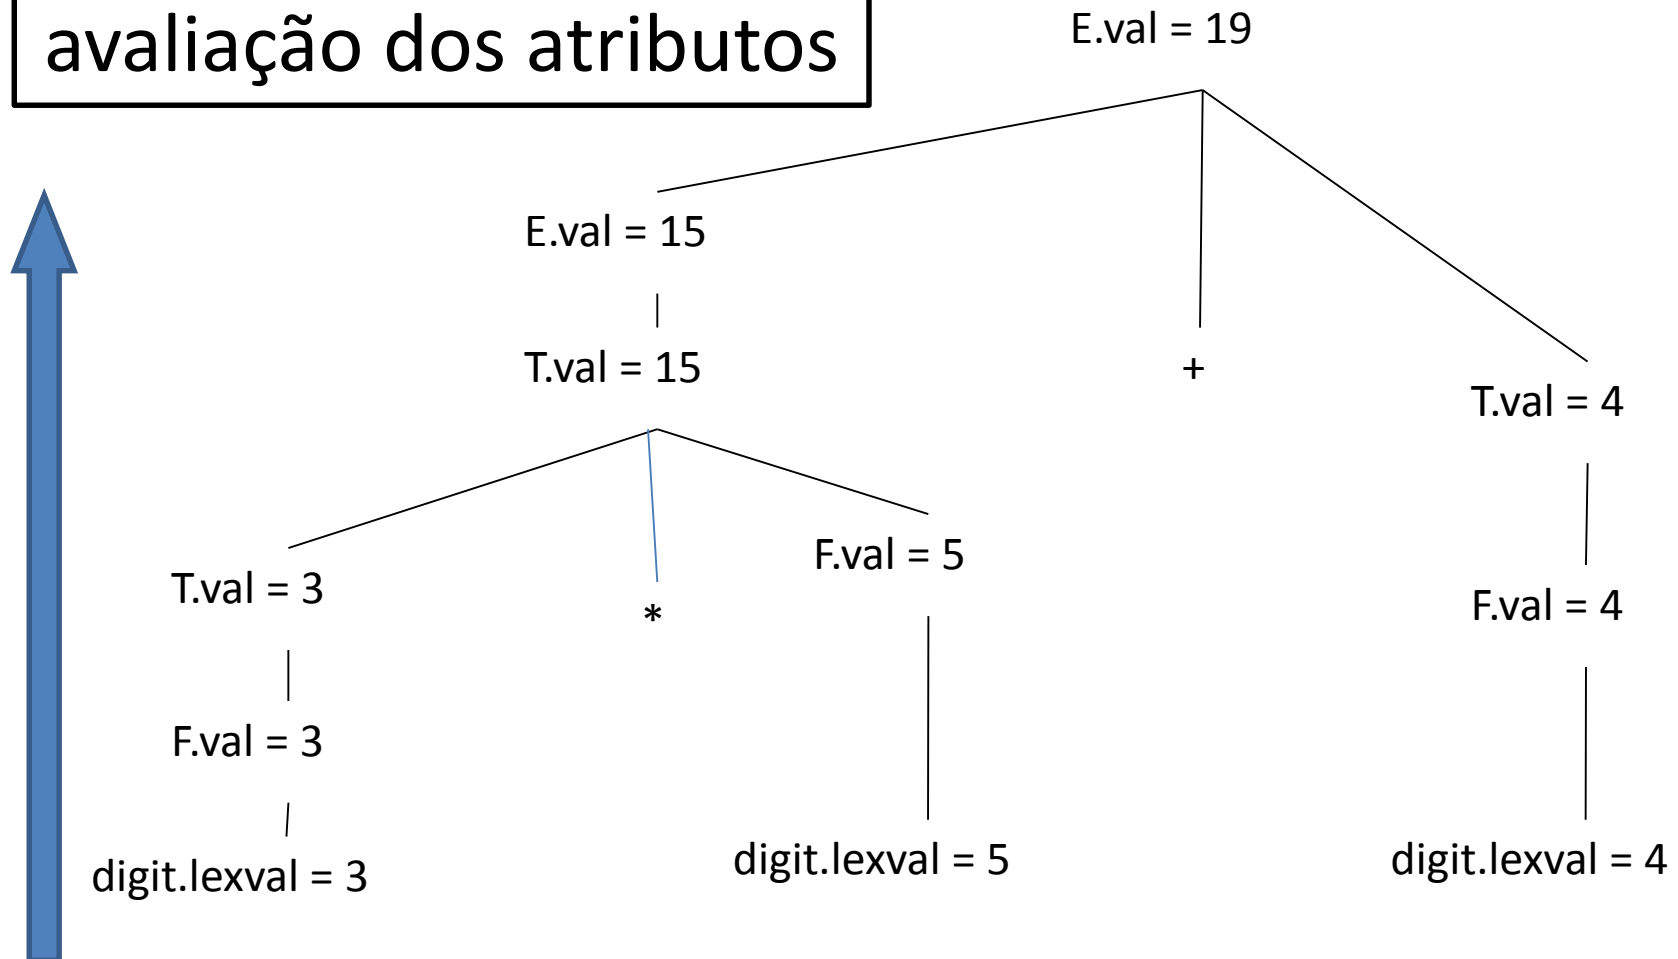 avaliação dos atributos
E.val = 19
E.val = 15
T.val = 15
+
T.val = 4
T.val = 3
*
F.val = 5
F.val = 4
F.val = 3
digit.lexval = 3
digit.lexval = 5
digit.lexval = 4